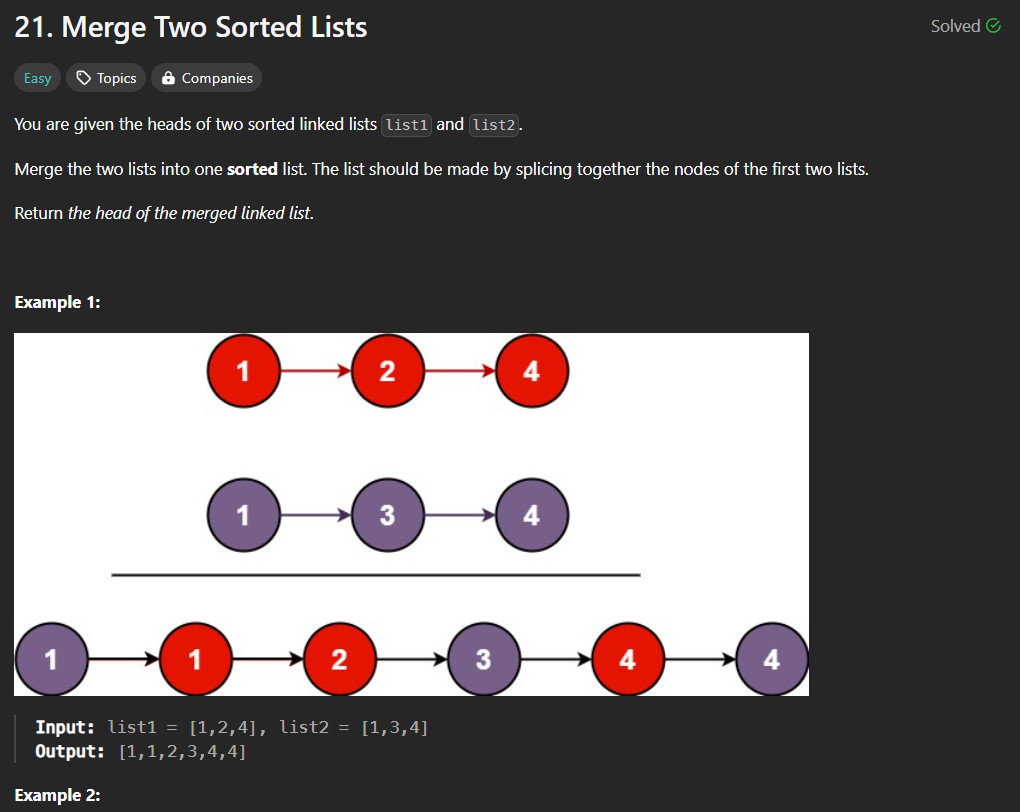 21. Merge Two Sorted Lists
Solved
Easy Topics Companies
You are given the heads of two sorted linked lists list1 and list2.
Merge the two lists into one sorted list. The list should be made by splicing together the nodes of the first two lists.
Return the head of the merged linked list.
Example 1:
1 2 4
1 3 4
1 1 2 3 4 4
Input: list1 = [1,2,4], list2 = [1,3,4]
Output: [1,1,2,3,4,4]
Example 2: